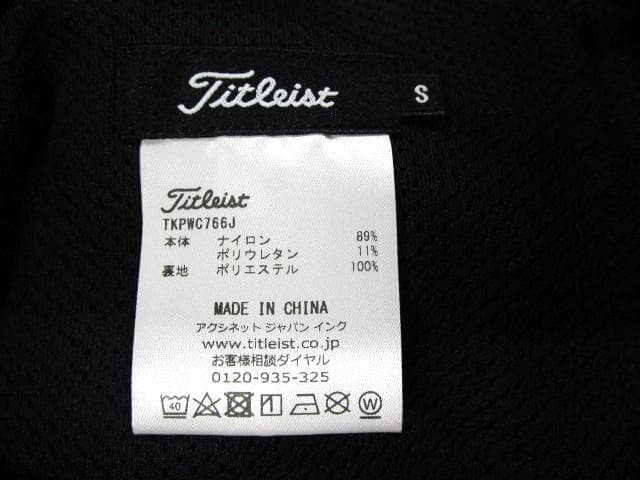 Titleist
S
Titleist
TKPWC766J
本体 ナイロン 89%
ポリウレタン 11%
裏地 ポリエステル 100%
MADE IN CHINA
アクシネット ジャパン インク
www.titleist.co.jp
お客様相談ダイヤル
0120-935-325
40 W